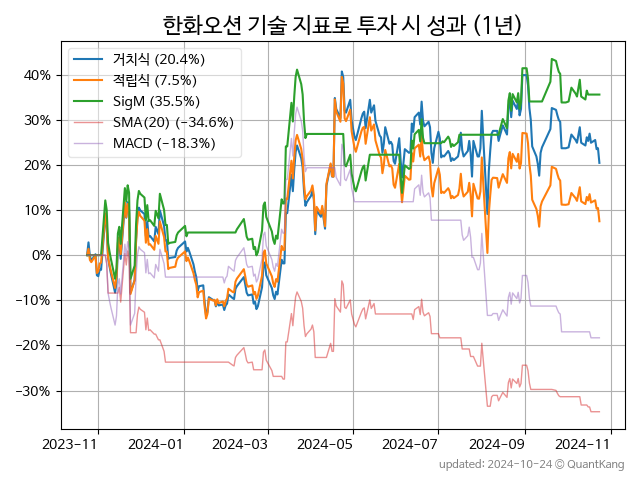 한화오션 기술 지표로 투자 시 성과 (1년)
거치식 (20.4%)
적립식 (7.5%)
SigM (35.5%)
SMA(20) (−34.6%)
MACD (−18.3%)
40%
30%
20%
10%
0%
−10%
−20%
−30%
2023-11 2024-01 2024-03 2024-05 2024-07 2024-09 2024-11
updated: 2024-10-24 @ QuantKang